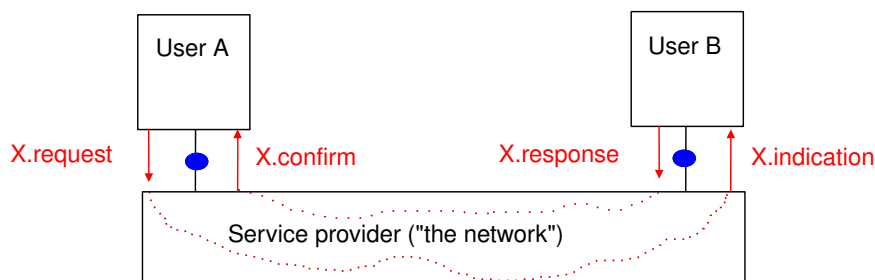 User A
User B
X.request
X.confirm
X.response
X.indication
Service provider ("the network")